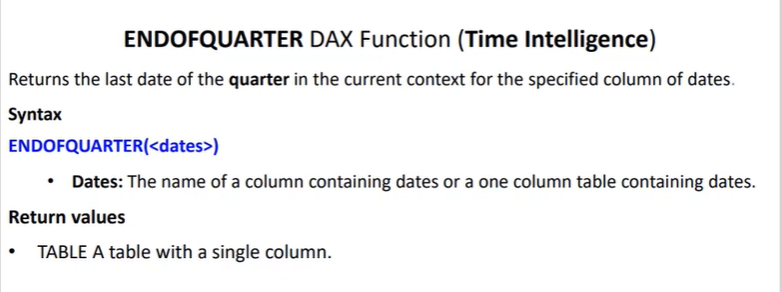 ENDOFQUARTER DAX Function (Time Intelligence)
Returns the last date of the quarter in the current context for the specified column of dates.
Syntax
ENDOFQUARTER(<dates>)
• Dates: The name of a column containing dates or a one column table containing dates.
Return values
• TABLE A table with a single column.